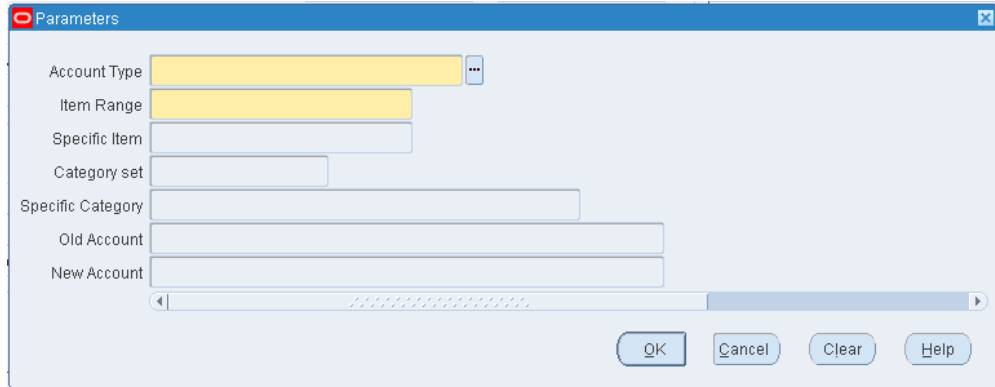 Parameters
Account Type
Item Range
Specific Item
Category set
Specific Category
Old Account
New Account
OK Cancel Clear Help